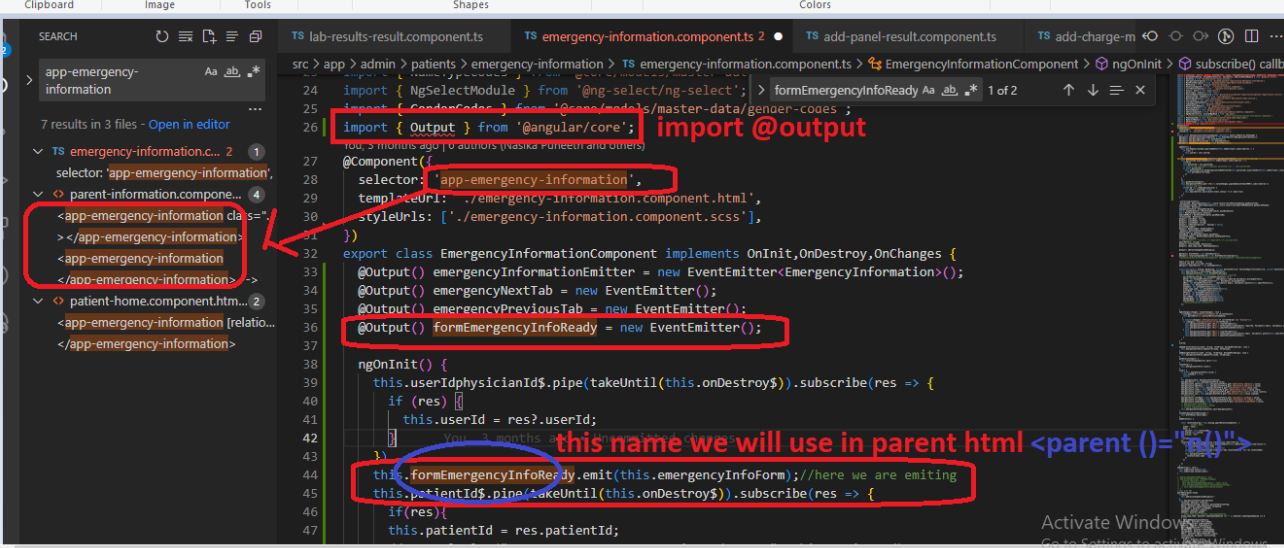 Clipboard Image Tools Shapes Colors
SEARCH
TS lab-results-result.component.ts TS emergency-information.component.ts 2 TS add-panel-result.component.ts TS add-charge-m
app-emergency-
information
Aa ab
7 results in 3 files - Open in editor
TS emergency-information.c... 2 1
selector: 'app-emergency-information',
parent-information.compone... 4
<app-emergency-information class="...
></app-emergency-information>
<app-emergency-information
</app-emergency-information> -->
patient-home.component.htm... 2
<app-emergency-information [relatio...
</app-emergency-information>
src > app > admin > patients > emergency-information > TS emergency-information.component.ts > EmergencyInformationComponent > ngOnInit > subscribe() callb
formEmergencyInfoReady Aa ab 1 of 2
24 import { NgSelectModule } from '@ng-select/ng-select';
25 import { GenderCodes } from '@core/models/master-data/gender-codes';
26 import { Output } from '@angular/core';
import @output
You, 3 months ago | 6 authors (Nasika Puneeth and others)
27 @Component({
28 selector: 'app-emergency-information',
29 templateUrl: './emergency-information.component.html',
30 styleUrls: ['./emergency-information.component.scss'],
31 })
32 export class EmergencyInformationComponent implements OnInit,OnDestroy,OnChanges {
33 @Output() emergencyInformationEmitter = new EventEmitter<EmergencyInformation>();
34 @Output() emergencyNextTab = new EventEmitter();
35 @Output() emergencyPreviousTab = new EventEmitter();
36 @Output() formEmergencyInfoReady = new EventEmitter();
37
38 ngOnInit() {
39 this.userIdphysicianId$.pipe(takeUntil(this.onDestroy$)).subscribe(res => {
40 if (res) {
41 this.userId = res?.userId;
42 } You, 3 months ago • Uncommitted changes
this name we will use in parent html <parent ()="n()">
43 })
44 this.formEmergencyInfoReady.emit(this.emergencyInfoForm);//here we are emiting
45 this.patientId$.pipe(takeUntil(this.onDestroy$)).subscribe(res => {
46 if(res){
47 this.patientId = res.patientId;
Activate Windows
Go to Settings to activate Windows.